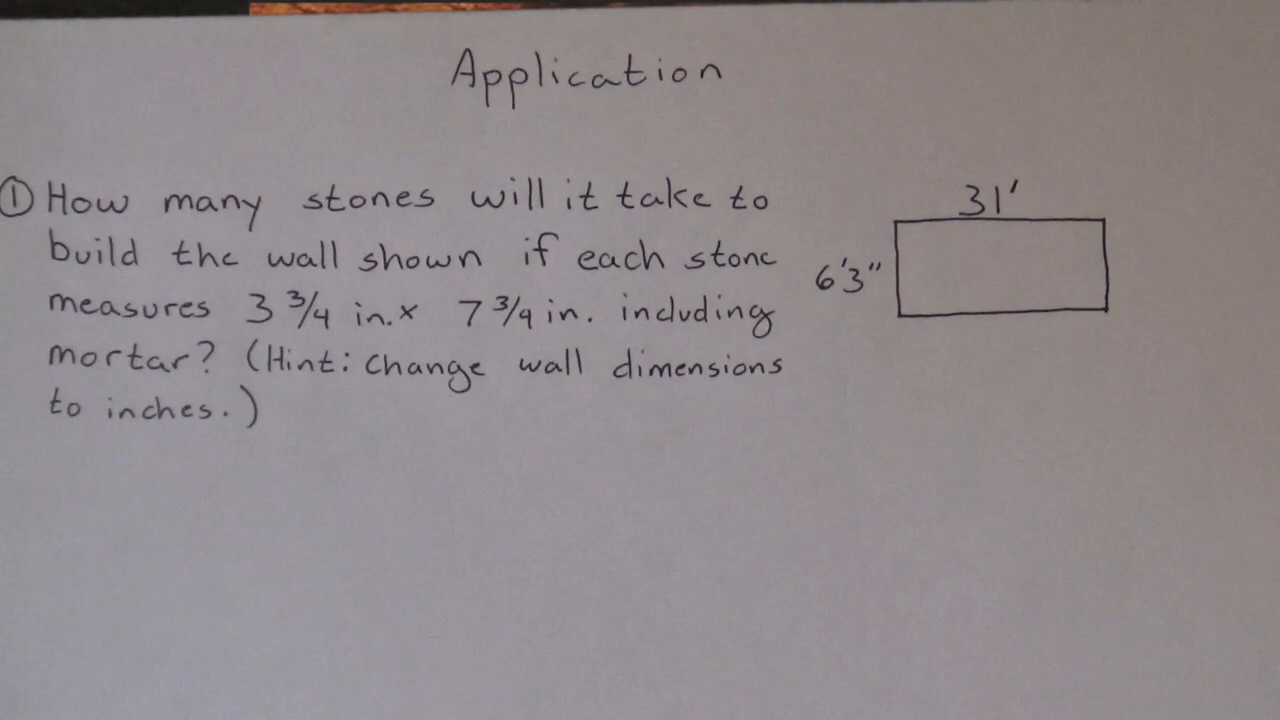 Application
① How many stones will it take to
build the wall shown if each stone
measures 3 3/4 in. x 7 3/4 in. including
mortar? (Hint: Change wall dimensions
to inches.)
31'
6'3"